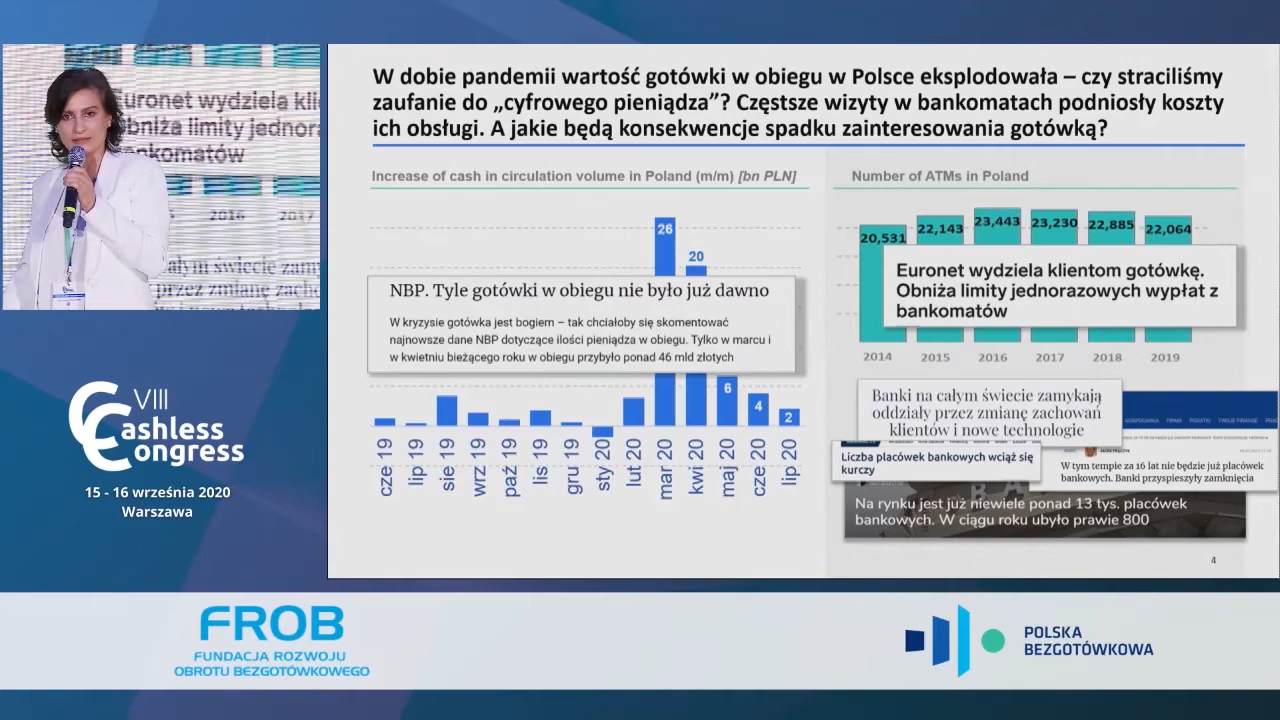 uronet wydziela kli
bniża limity jednoraz
nkomatów
2016
2017
ałym świecie zamy
przez zmianę zach
VIII
Cashless
Congress
15 - 16 września 2020
Warszawa
W dobie pandemii wartość gotówki w obiegu w Polsce eksplodowała – czy straciliśmy
zaufanie do „cyfrowego pieniądza”? Częstsze wizyty w bankomatach podniosły koszty
ich obsługi. A jakie będą konsekwencje spadku zainteresowania gotówką?
Increase of cash in circulation volume in Poland (m/m) [bn PLN]
26
20
NBP. Tyle gotówki w obiegu nie było już dawno
W kryzysie gotówka jest bogiem – tak chciałoby się skomentować
najnowsze dane NBP dotyczące ilości pieniądza w obiegu. Tylko w marcu i
w kwietniu bieżącego roku w obiegu przybyło ponad 46 mld złotych
6
4
2
cze 19
lip 19
sie 19
wrz 19
paź 19
lis 19
gru 19
sty 20
lut 20
mar 20
kwi 20
maj 20
cze 20
lip 20
Number of ATMs in Poland
20,531 22,143 23,443 23,230 22,885 22,064
Euronet wydziela klientom gotówkę.
Obniża limity jednorazowych wypłat z
bankomatów
2014 2015 2016 2017 2018 2019
Banki na całym świecie zamykają
oddziały przez zmianę zachowań
klientów i nowe technologie
GOSPODARKA FIRMA PODATKI TWOJE FINANSE
Liczba placówek bankowych wciąż się
kurczy
W tym tempie za 16 lat nie będzie już placówek
bankowych. Banki przyspieszyły zamknięcia
Na rynku jest już niewiele ponad 13 tys. placówek
bankowych. W ciągu roku ubyło prawie 800
4
FROB
FUNDACJA ROZWOJU
OBROTU BEZGOTÓWKOWEGO
POLSKA
BEZGOTÓWKOWA